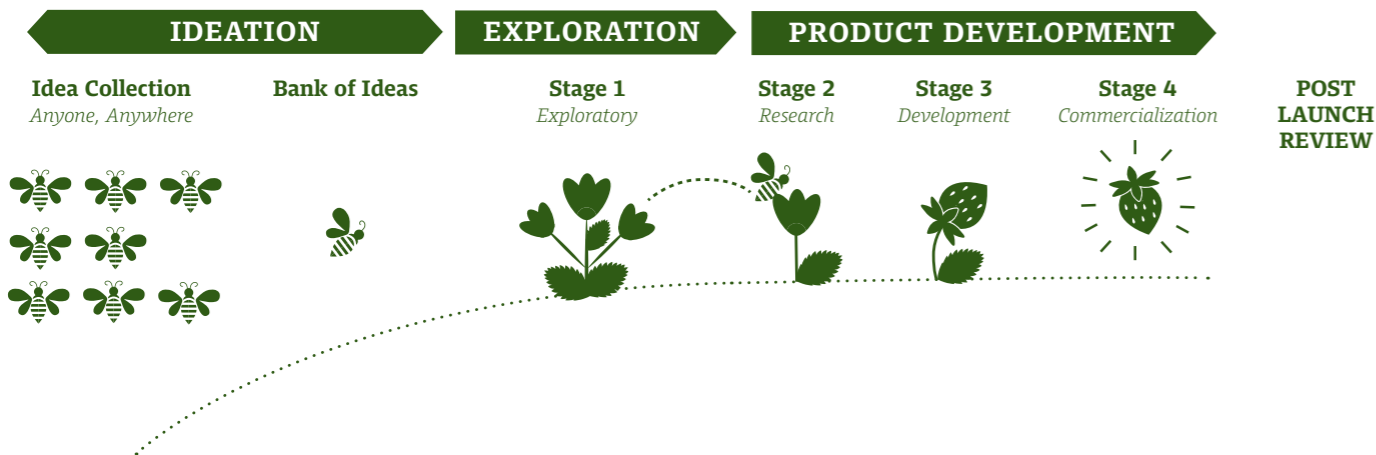 IDEATION
EXPLORATION
PRODUCT DEVELOPMENT
Idea Collection
Anyone, Anywhere
Bank of Ideas
Stage 1
Exploratory
Stage 2
Research
Stage 3
Development
Stage 4
Commercialization
POST
LAUNCH
REVIEW